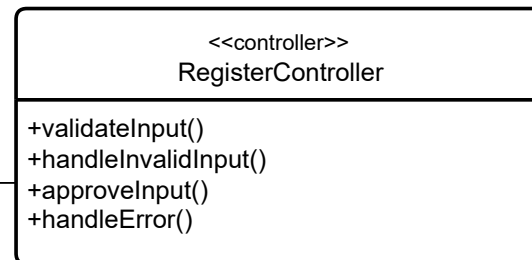 <<controller>>
RegisterController
+validateInput()
+handleInvalidInput()
+approveInput()
+handleError()